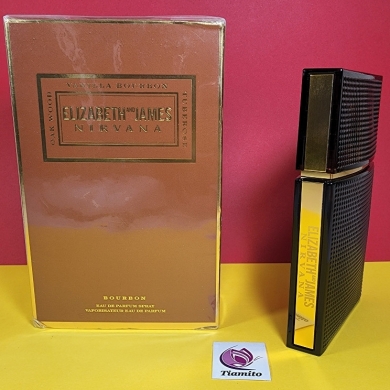 VANILLA BOURBON
OAK WOOD
TUBEROSE
ELIZABETH AND JAMES
NIRVANA
BOURBON
EAU DE PARFUM SPRAY
VAPORISATEUR EAU DE PARFUM
ELIZABETH AND JAMES
NIRVANA
Tiamito